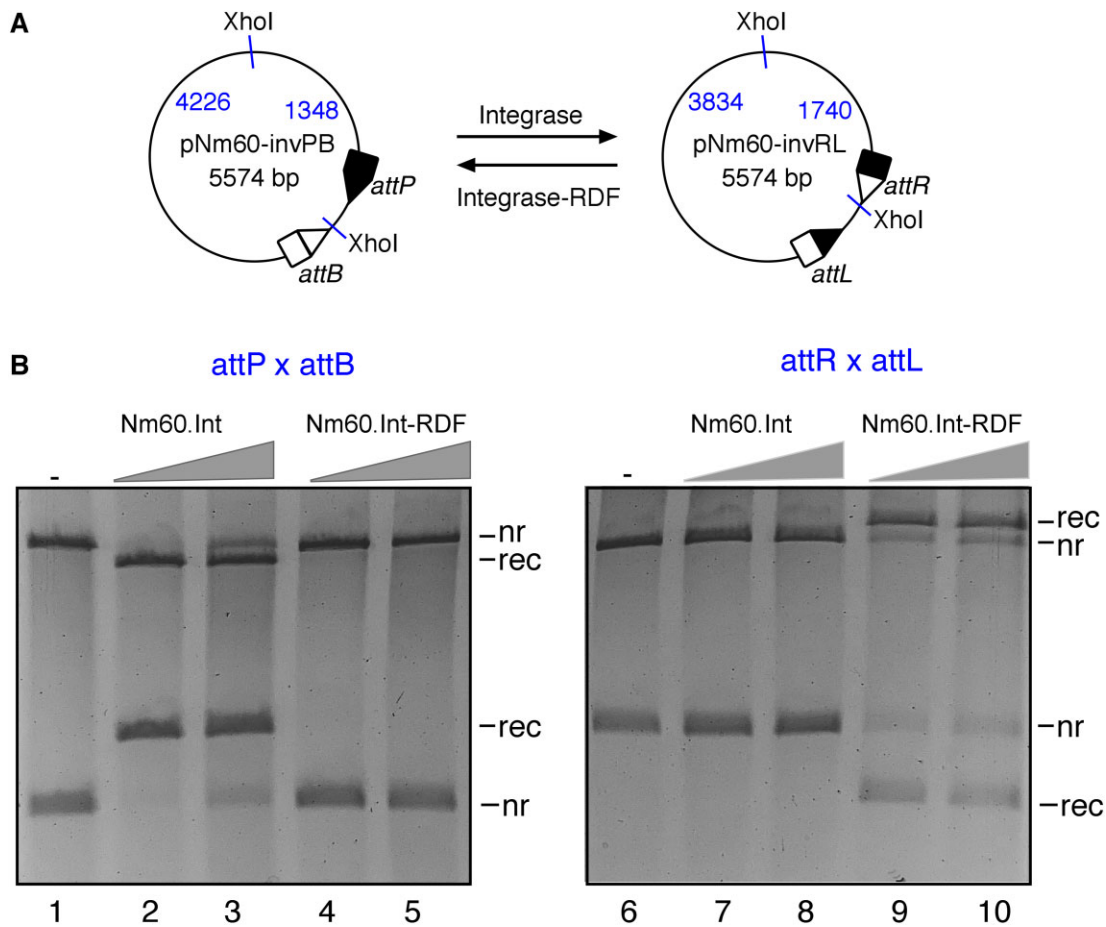 A
XhoI
XhoI
4226
1348
3834
1740
pNm60-invPB
5574 bp
attP
XhoI
attB
Integrase
Integrase-RDF
pNm60-invRL
5574 bp
attR
XhoI
attL
B
attP x attB
attR x attL
Nm60.Int
Nm60.Int-RDF
Nm60.Int
Nm60.Int-RDF
-
-
-nr
-rec
-rec
-nr
-rec
-nr
-nr
-rec
1 2 3 4 5
6 7 8 9 10